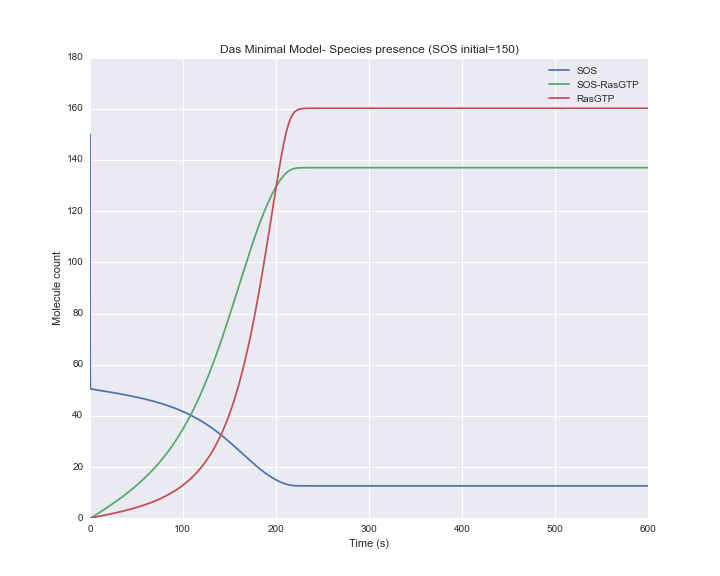 Das Minimal Model- Species presence (SOS initial=150)
180
160
140
120
100
80
60
40
20
0
Molecule count
SOS
SOS-RasGTP
RasGTP
0 100 200 300 400 500 600
Time (s)